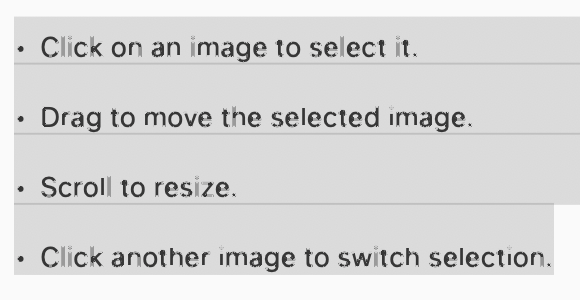 • Click on an image to select it.
• Drag to move the selected image.
• Scroll to resize.
• Click another image to switch selection.